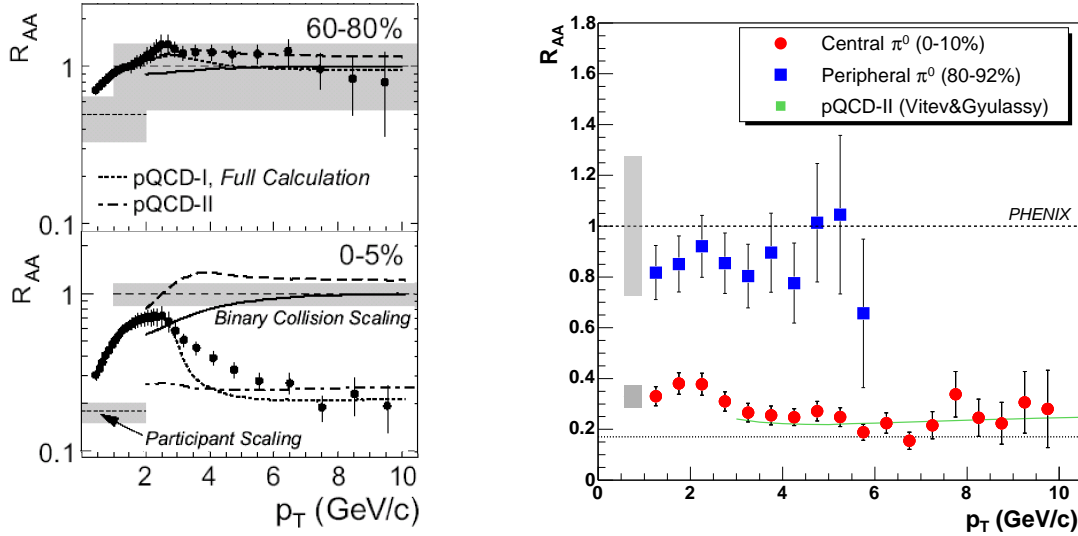 R_AA
60-80%
1
pQCD-I, Full Calculation
pQCD-II
0.1
R_AA
0-5%
1
Binary Collision Scaling
Participant Scaling
0.1
2 4 6 8 10
p_T (GeV/c)
R_AA
1.8
1.6
1.4
1.2
1
0.8
0.6
0.4
0.2
0
Central π⁰ (0-10%)
Peripheral π⁰ (80-92%)
pQCD-II (Vitev&Gyulassy)
PHENIX
0 2 4 6 8 10
p_T (GeV/c)